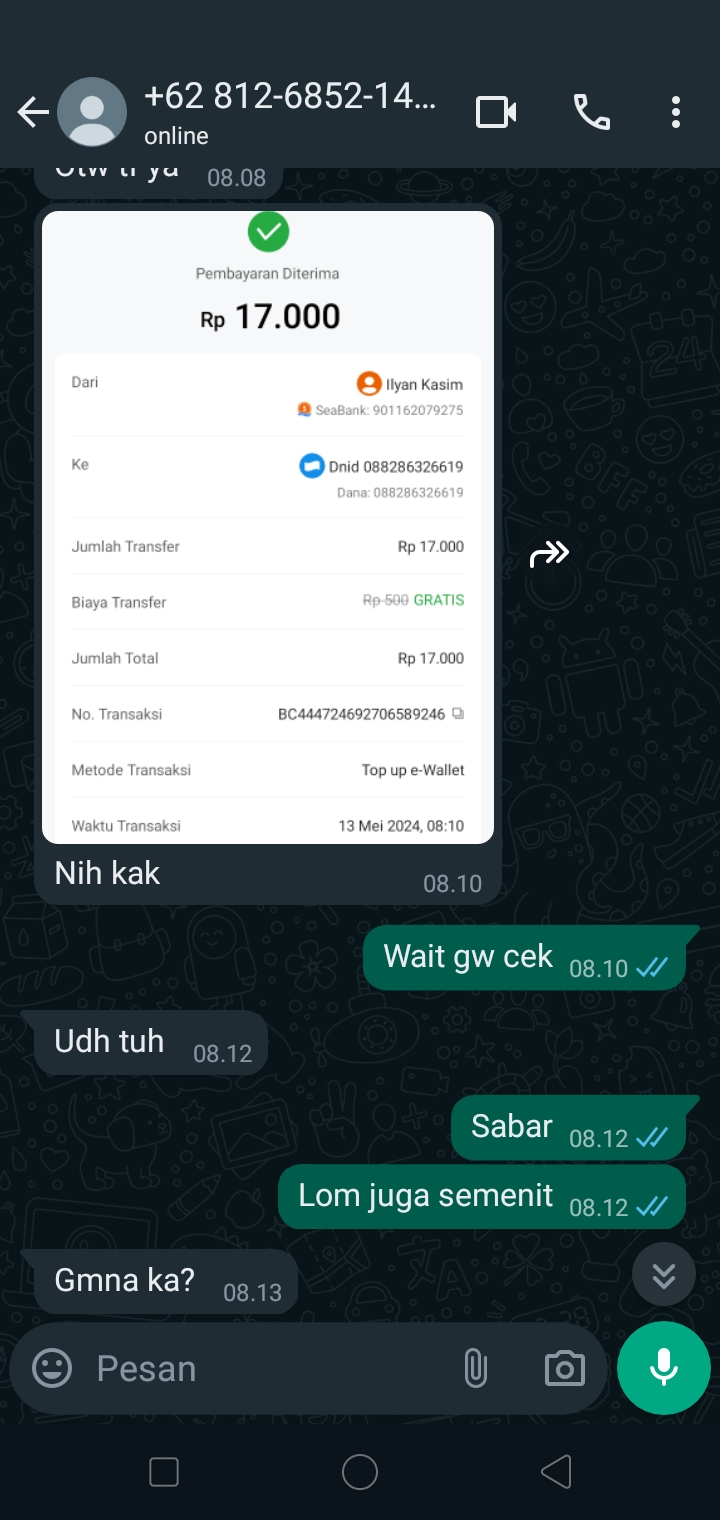 +62 812-6852-14…
online
Otw tf ya 08.08
Pembayaran Diterima
Rp 17.000
Dari Ilyan Kasim
SeaBank: 901162079275
Ke Dnid 088286326619
Dana: 088286326619
Jumlah Transfer Rp 17.000
Biaya Transfer Rp 500 GRATIS
Jumlah Total Rp 17.000
No. Transaksi BC444724692706589246
Metode Transaksi Top up e-Wallet
Waktu Transaksi 13 Mei 2024, 08:10
Nih kak 08.10
Wait gw cek 08.10
Udh tuh 08.12
Sabar 08.12
Lom juga semenit 08.12
Gmna ka? 08.13
Pesan